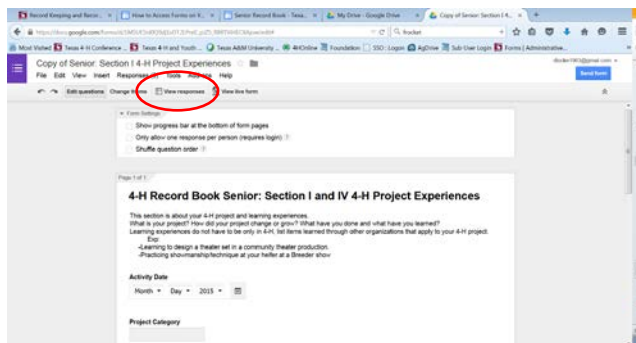 Record Keeping and Recor...
How to Access Forms on Y...
Senior Record Book - Texa...
My Drive - Google Drive
Copy of Senior: Section I 4...
https://docs.google.com/forms/d/
Most Visited Texas 4-H Conference ... Texas 4-H and Youth... Texas A&M University... 4HOnline Foundation SSO : Logon AgDrive Sub User Login Forms | Administrative...
Copy of Senior: Section I 4-H Project Experiences
File Edit View Insert Responses Tools Add-ons Help
Send form
Edit questions Change theme View responses View live form
Form Settings
Show progress bar at the bottom of form pages
Only allow one response per person (requires login) ?
Shuffle question order ?
Page 1 of 1
4-H Record Book Senior: Section I and IV 4-H Project Experiences
This section is about your 4-H project and learning experiences.
What is your project? How did your project change or grow? What have you done and what have you learned?
Learning experiences do not have to be only in 4-H, list items learned through other organizations that apply to your 4-H project.
Exp:
-Learning to design a theater set in a community theater production.
-Practicing showmanship/technique at your heifer at a Breeder show
Activity Date
Month Day 2015
Project Category